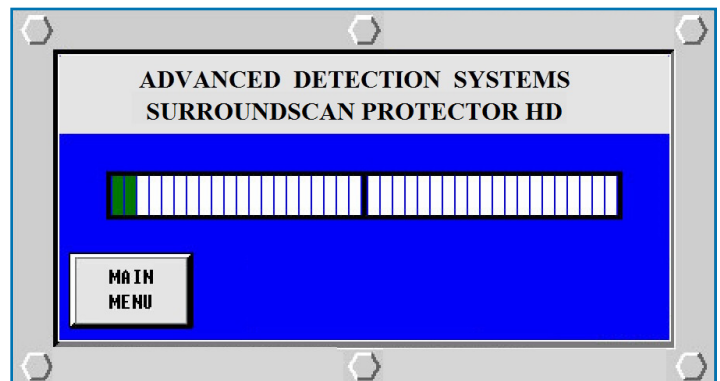 ADVANCED DETECTION SYSTEMS
SURROUNDSCAN PROTECTOR HD
MAIN
MENU